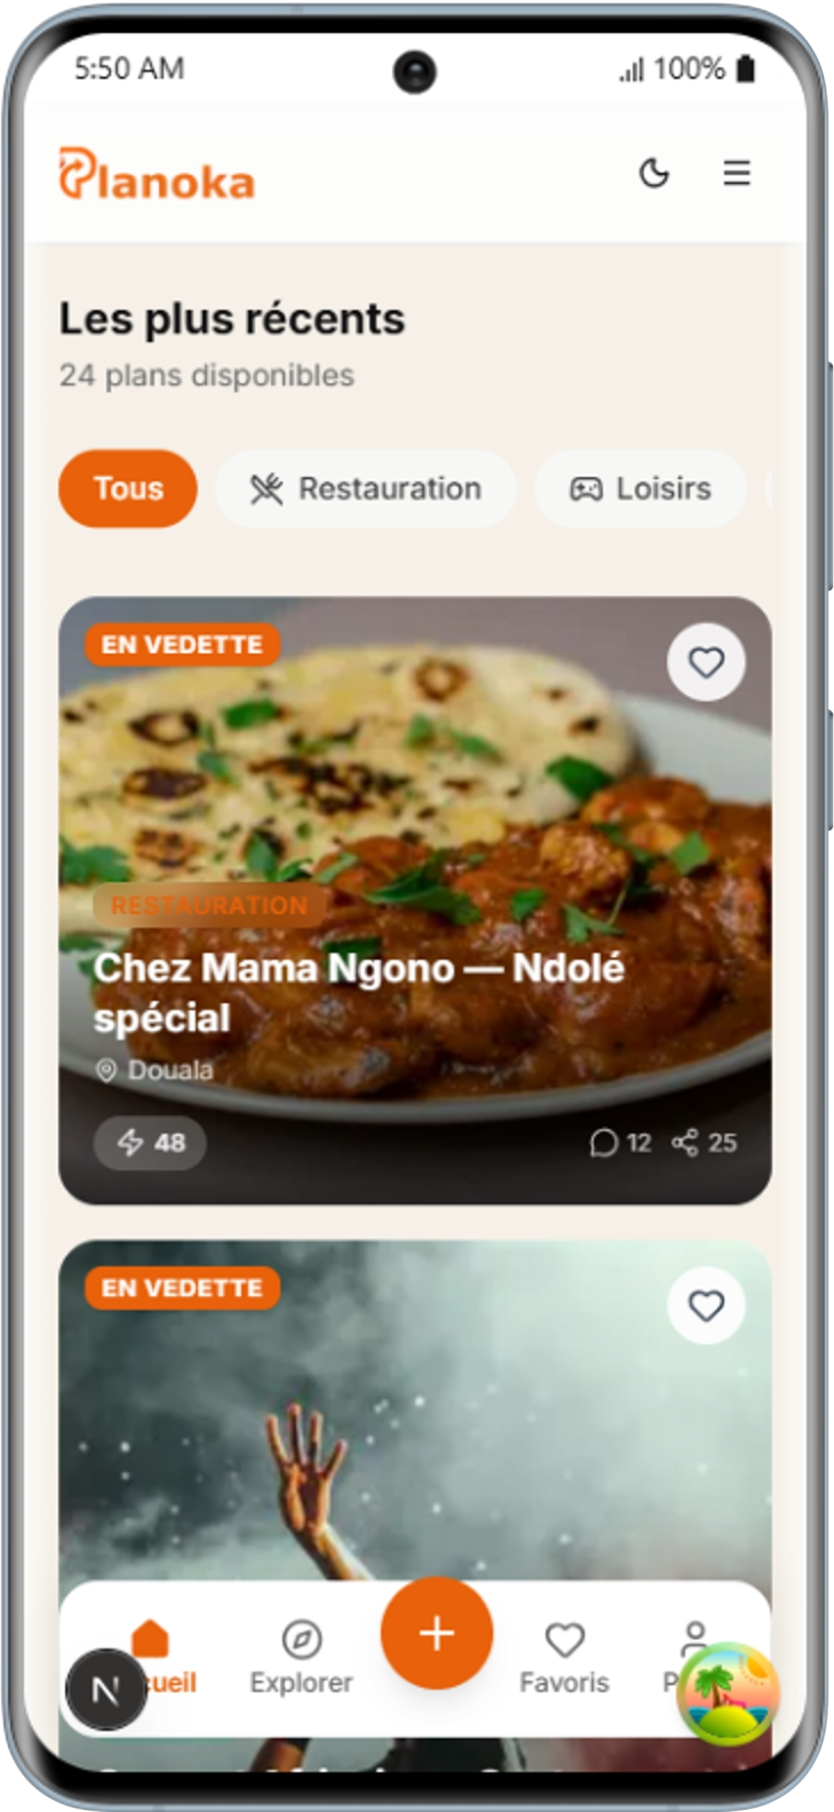 5:50 AM 100%
Planoka
Les plus récents
24 plans disponibles
Tous Restauration Loisirs
EN VEDETTE
RESTAURATION
Chez Mama Ngono — Ndolé
spécial
Douala
48 12 25
EN VEDETTE
cueil Explorer + Favoris P
N